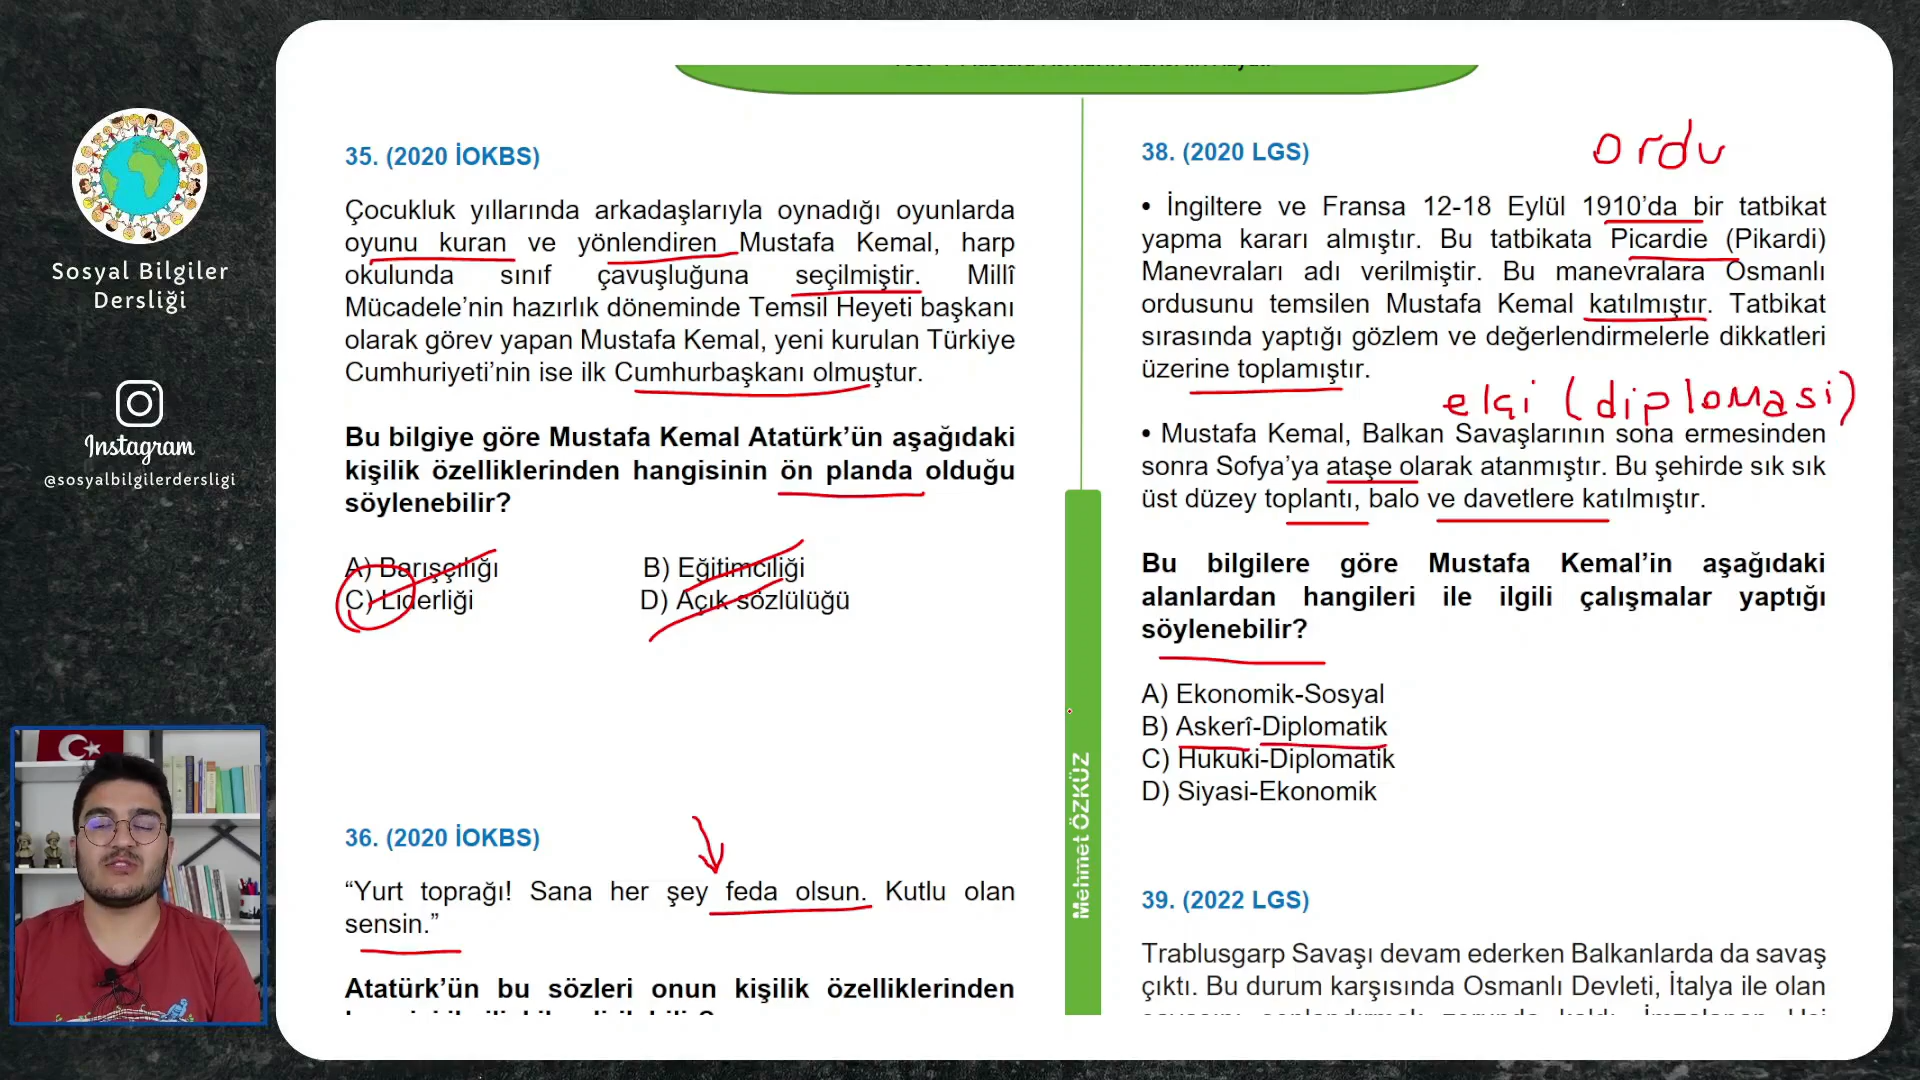 Sosyal Bilgiler
Dersliği
Instagram
@sosyalbilgilerdersligi
35. (2020 İOKBS)
Çocukluk yıllarında arkadaşlarıyla oynadığı oyunlarda
oyunu kuran ve yönlendiren Mustafa Kemal, harp
okulunda sınıf çavuşluğuna seçilmiştir. Millî
Mücadele’nin hazırlık döneminde Temsil Heyeti başkanı
olarak görev yapan Mustafa Kemal, yeni kurulan Türkiye
Cumhuriyeti’nin ise ilk Cumhurbaşkanı olmuştur.
Bu bilgiye göre Mustafa Kemal Atatürk’ün aşağıdaki
kişilik özelliklerinden hangisinin ön planda olduğu
söylenebilir?
A) Barışçılığı B) Eğitimciliği
C) Liderliği D) Açık sözlülüğü
36. (2020 İOKBS)
“Yurt toprağı! Sana her şey feda olsun. Kutlu olan
sensin.”
Atatürk’ün bu sözleri onun kişilik özelliklerinden
Mehmet ÖZKÜZ
ordu
38. (2020 LGS)
• İngiltere ve Fransa 12-18 Eylül 1910’da bir tatbikat
yapma kararı almıştır. Bu tatbikata Picardie (Pikardi)
Manevraları adı verilmiştir. Bu manevralara Osmanlı
ordusunu temsilen Mustafa Kemal katılmıştır. Tatbikat
sırasında yaptığı gözlem ve değerlendirmelerle dikkatleri
üzerine toplamıştır.
elçi (diplomasi)
• Mustafa Kemal, Balkan Savaşlarının sona ermesinden
sonra Sofya’ya ataşe olarak atanmıştır. Bu şehirde sık sık
üst düzey toplantı, balo ve davetlere katılmıştır.
Bu bilgilere göre Mustafa Kemal’in aşağıdaki
alanlardan hangileri ile ilgili çalışmalar yaptığı
söylenebilir?
A) Ekonomik-Sosyal
B) Askerî-Diplomatik
C) Hukuki-Diplomatik
D) Siyasi-Ekonomik
39. (2022 LGS)
Trablusgarp Savaşı devam ederken Balkanlarda da savaş
çıktı. Bu durum karşısında Osmanlı Devleti, İtalya ile olan